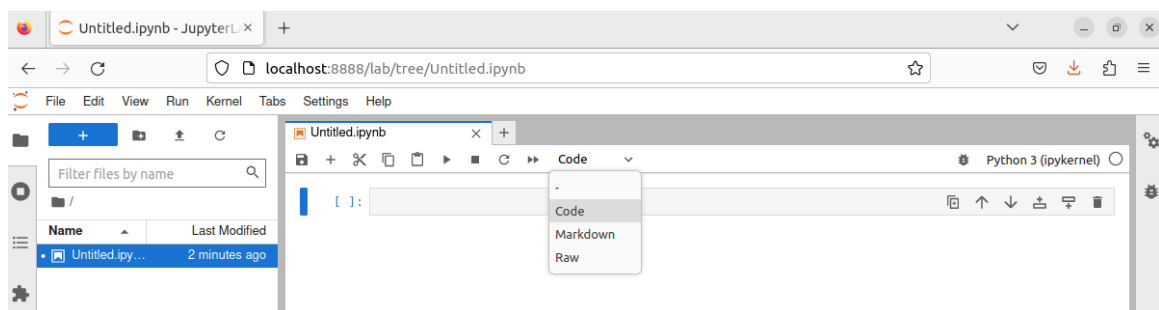 Untitled.ipynb - JupyterLa
localhost:8888/lab/tree/Untitled.ipynb
File Edit View Run Kernel Tabs Settings Help
Untitled.ipynb
Code
Python 3 (ipykernel)
Filter files by name
/
Name Last Modified
Untitled.ipy... 2 minutes ago
[ ]:
-
Code
Markdown
Raw